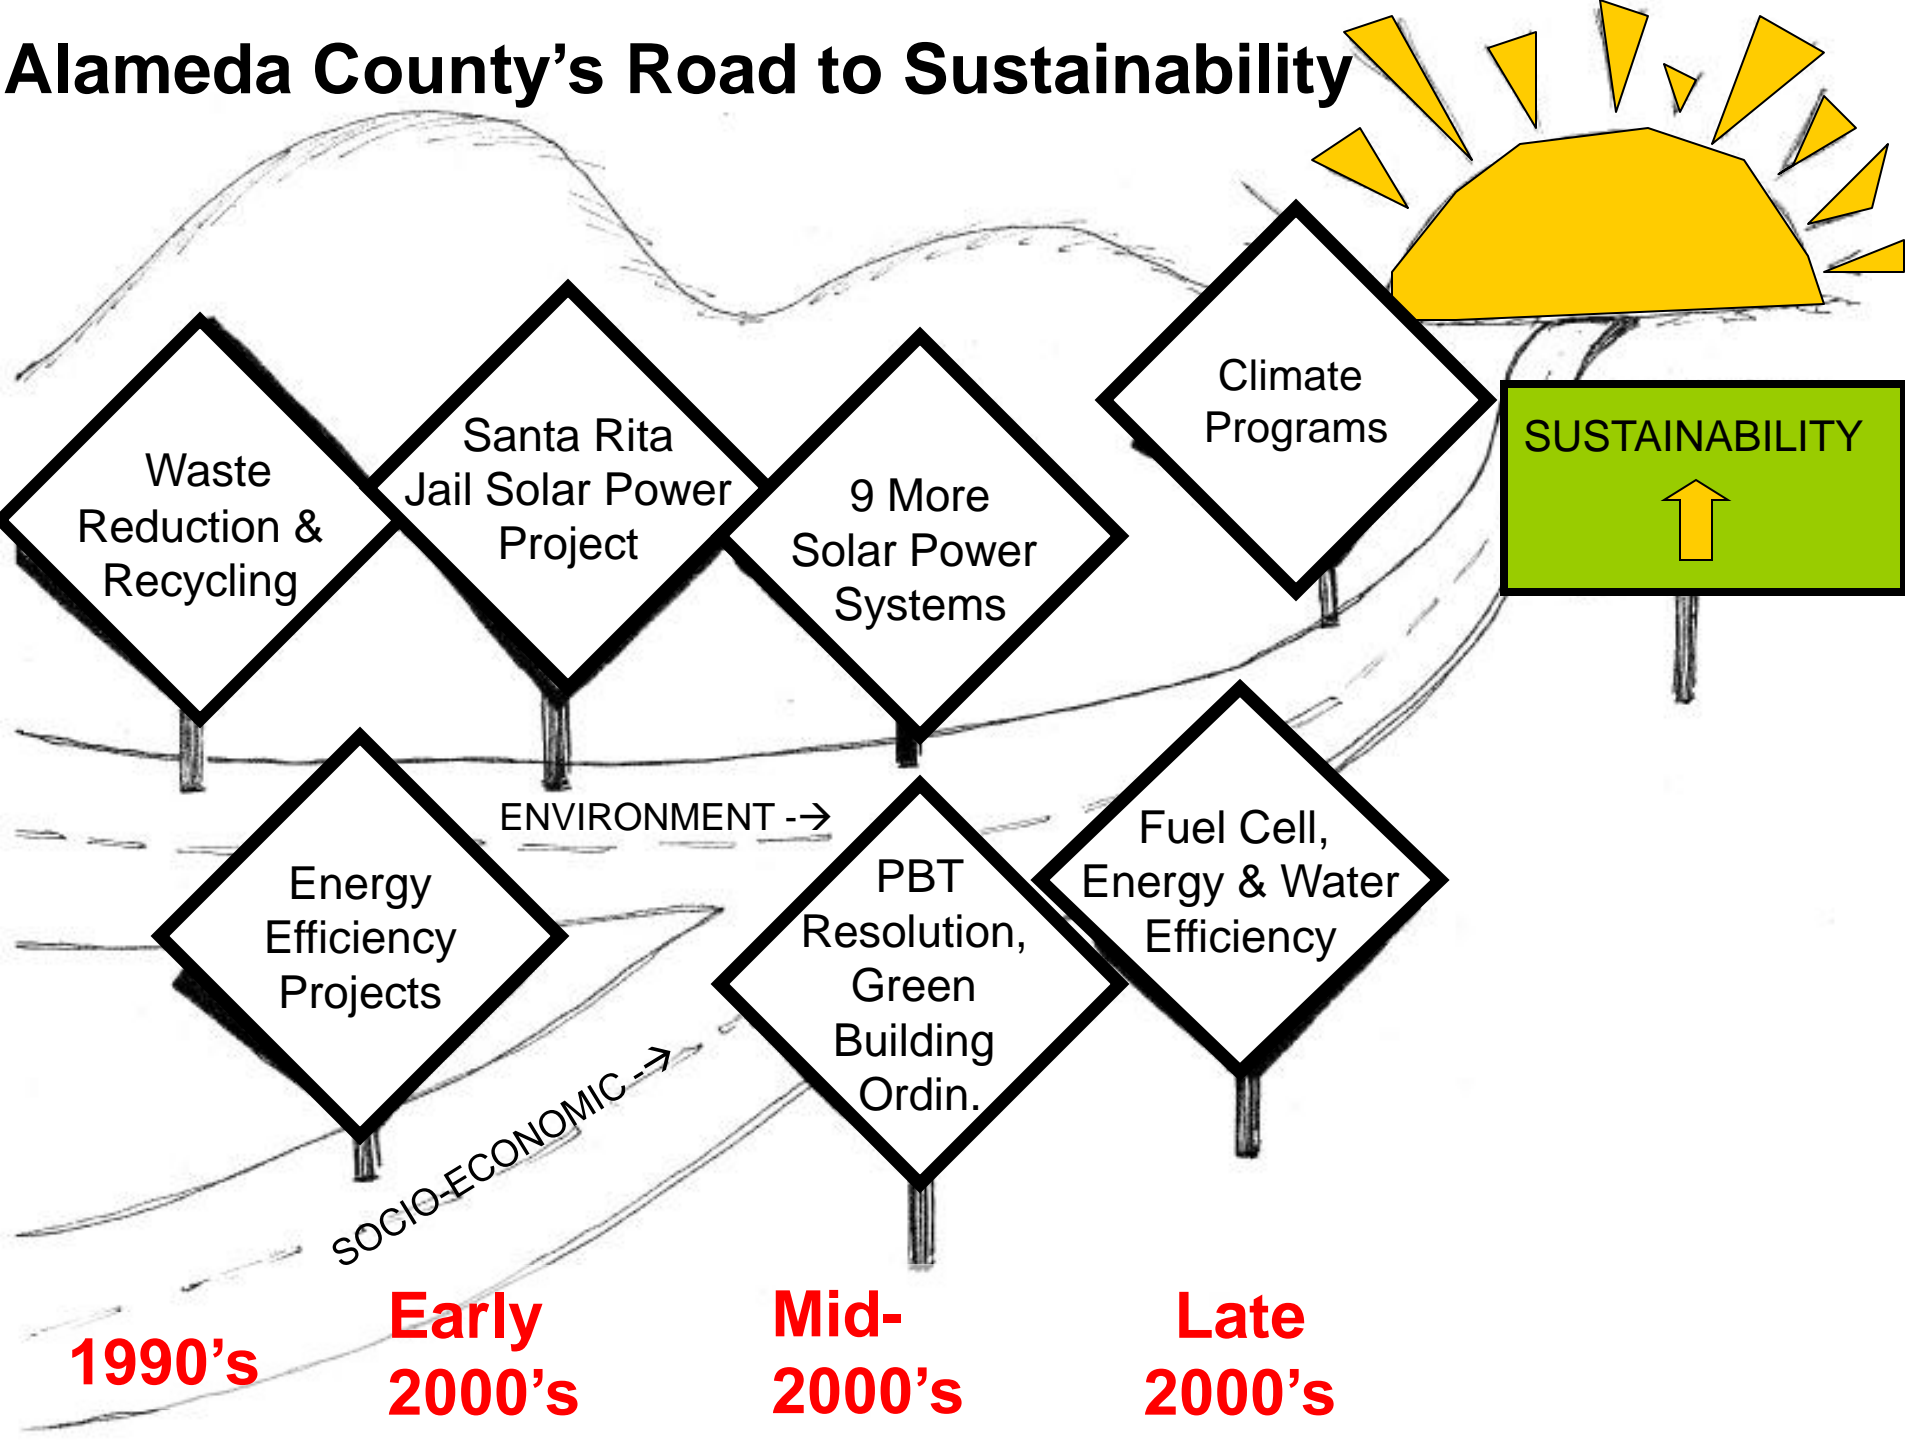 Alameda County’s Road to Sustainability
Waste
Reduction &
Recycling
Santa Rita
Jail Solar Power
Project
9 More
Solar Power
Systems
Climate
Programs
SUSTAINABILITY
Energy
Efficiency
Projects
ENVIRONMENT -→
SOCIO-ECONOMIC -→
PBT
Resolution,
Green
Building
Ordin.
Fuel Cell,
Energy & Water
Efficiency
1990’s
Early
2000’s
Mid-
2000’s
Late
2000’s